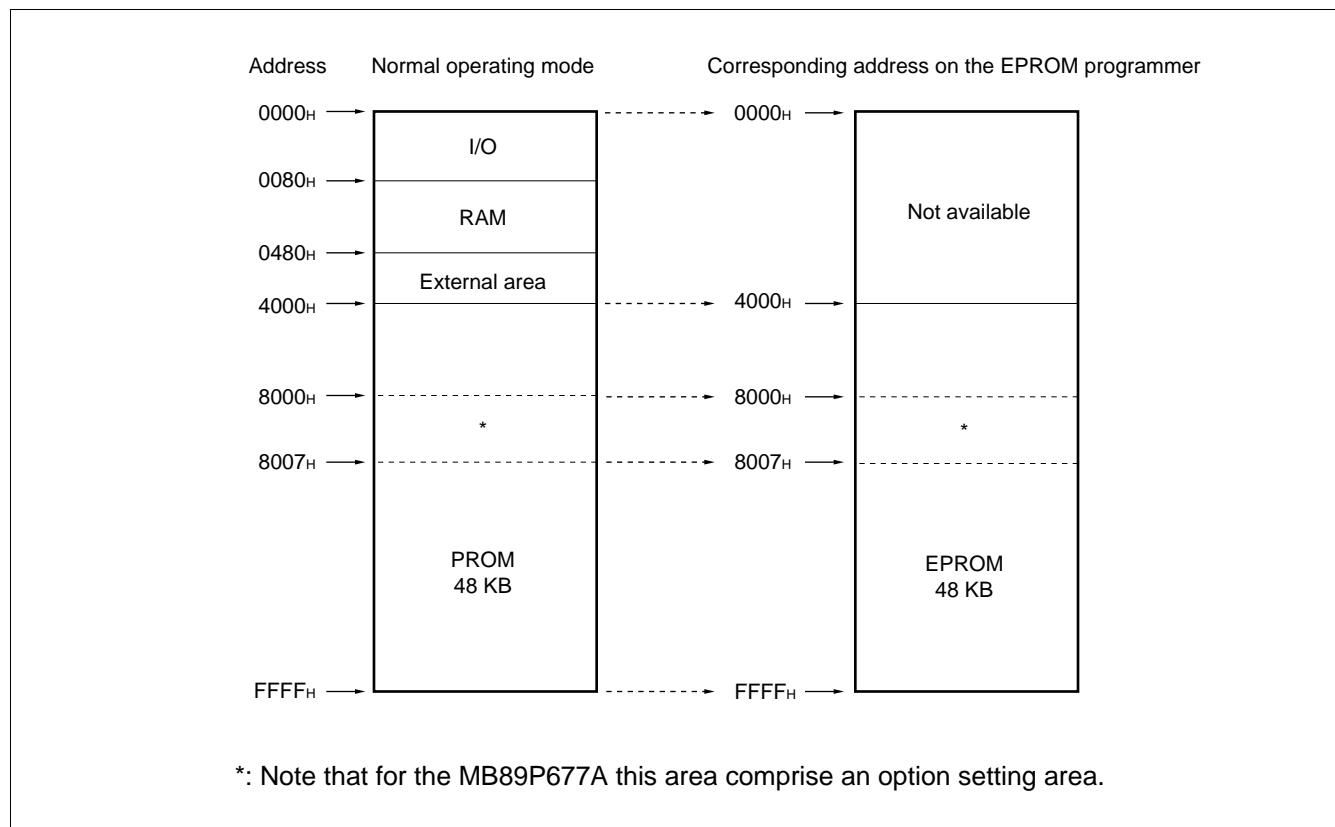 Address Normal operating mode Corresponding address on the EPROM programmer
0000H 0000H
I/O
0080H
RAM Not available
0480H
External area
4000H 4000H
8000H 8000H
* *
8007H 8007H
PROM EPROM
48 KB 48 KB
FFFFH FFFFH
*: Note that for the MB89P677A this area comprise an option setting area.